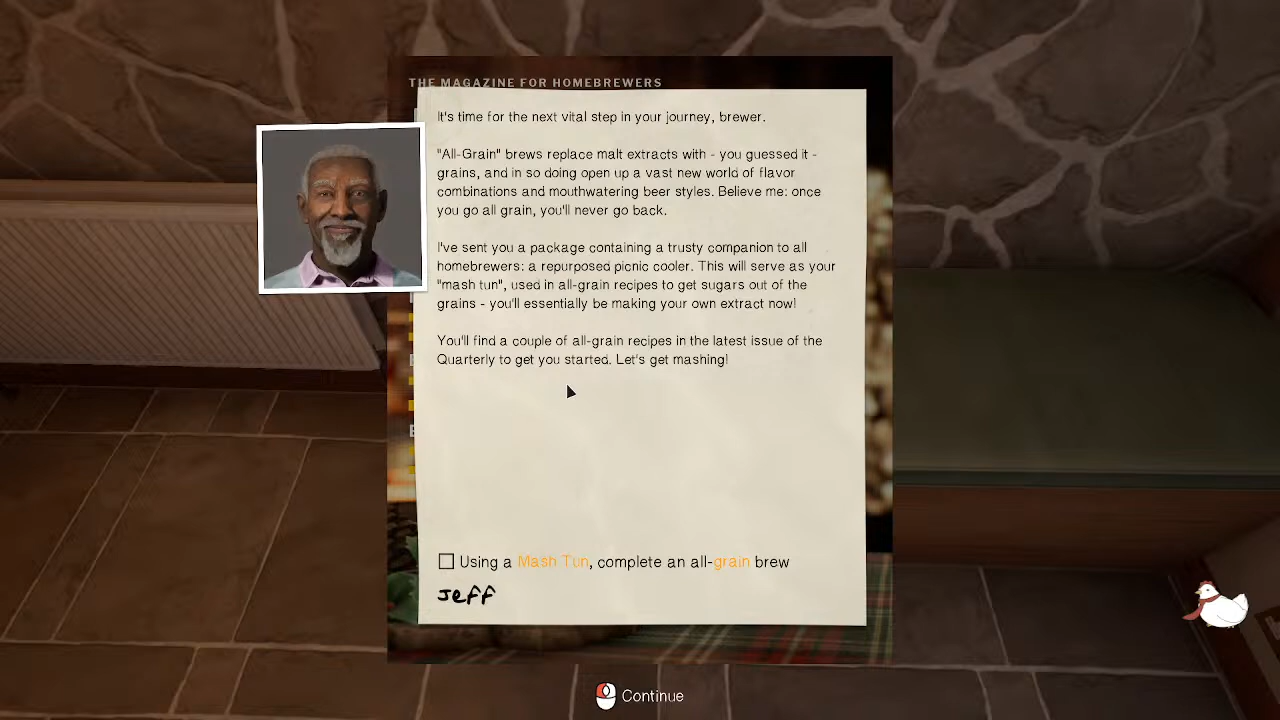 THE MAGAZINE FOR HOMEBREWERS
It's time for the next vital step in your journey, brewer.
"All-Grain" brews replace malt extracts with - you guessed it -
grains, and in so doing open up a vast new world of flavor
combinations and mouthwatering beer styles. Believe me: once
you go all grain, you'll never go back.
I've sent you a package containing a trusty companion to all
homebrewers: a repurposed picnic cooler. This will serve as your
"mash tun", used in all-grain recipes to get sugars out of the
grains - you'll essentially be making your own extract now!
You'll find a couple of all-grain recipes in the latest issue of the
Quarterly to get you started. Let's get mashing!
Using a Mash Tun, complete an all-grain brew
Jeff
Continue